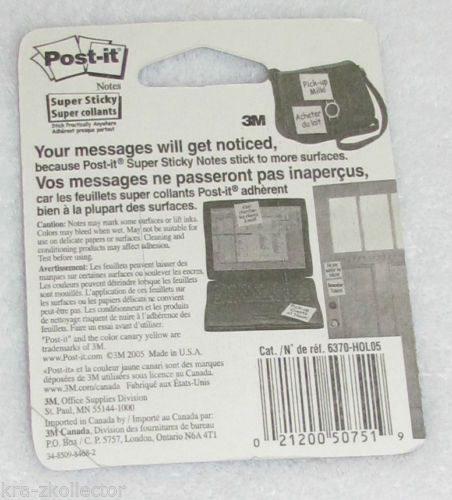 Post-it®
Notes
Super Sticky
Super collants
Stick Practically Anywhere
Adhèrent presque partout
Pick-up
Acheter
du lait
3M
Your messages will get noticed,
because Post-it® Super Sticky Notes stick to more surfaces.
Vos messages ne passeront pas inaperçus,
car les feuillets super collants Post-it® adhèrent
bien à la plupart des surfaces.
Caution: Notes may mark some surfaces or lift inks.
Colors may bleed when wet. May not be suitable for
use on delicate papers or surfaces. Cleaning and
conditioning products may affect adhesion.
Test before using.
Avertissement: Les feuillets peuvent laisser des
marques sur certaines surfaces ou soulever les encres.
Les couleurs peuvent déteindre lorsque les feuillets
sont mouillés. L'application de ces feuillets sur
les surfaces ou les papiers délicats ne convient
peut-être pas. Les conditionneurs et les produits
de nettoyage risquent de nuire à l'adhérence des
feuillets. Faire un essai avant d'utiliser.
"Post-it" and the color canary yellow are
trademarks of 3M.
www.Post-it.com ©3M 2005 Made in U.S.A.
«Post-it» et la couleur jaune canari sont des marques
déposées de 3M utilisées sous licence au Canada.
www.3m.com/canada Fabriqué aux États-Unis
3M, Office Supplies Division
St. Paul, MN 55144-1000
Imported in Canada by / Importé au Canada par:
3M Canada, Division des fournitures de bureau
P.O. Box / C. P. 5757, London, Ontario N6A 4T1
34-8509-8468-2
Cat. /N° de réf. 6370-HOL05
0 21200 50751 9
kra-zkollector